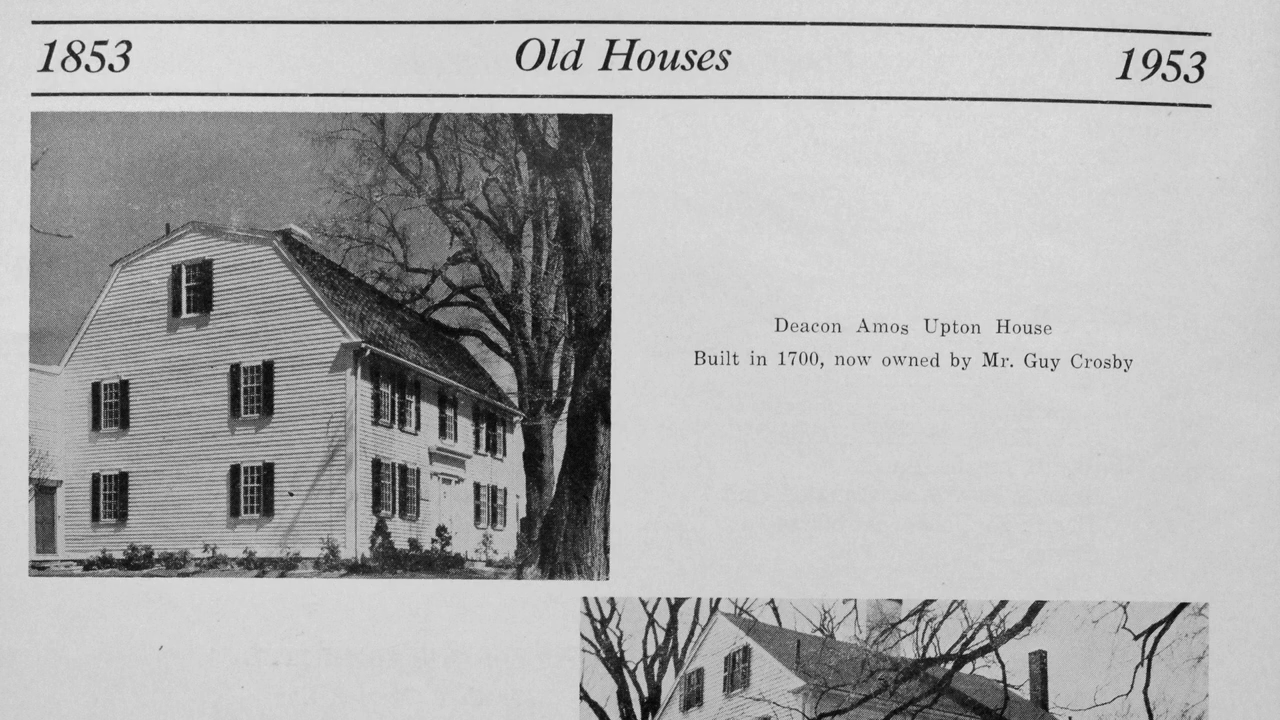 1853 Old Houses 1953
Deacon Amos Upton House
Built in 1700, now owned by Mr. Guy Crosby